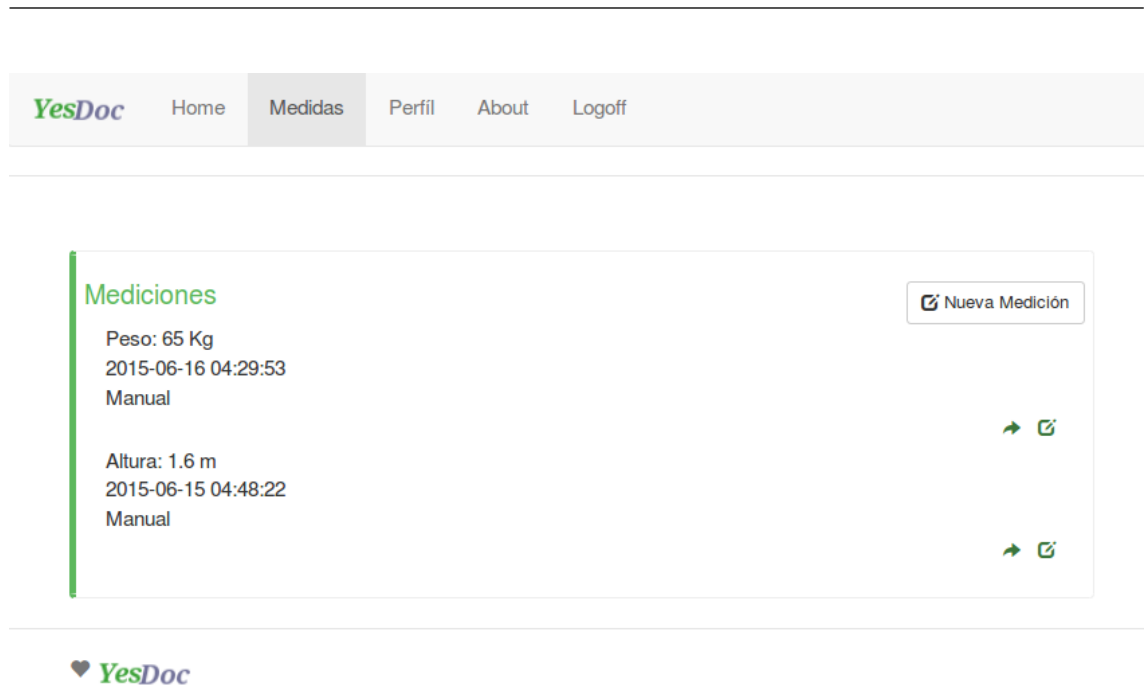 YesDoc Home Medidas Perfíl About Logoff
Mediciones
Nueva Medición
Peso: 65 Kg
2015-06-16 04:29:53
Manual
Altura: 1.6 m
2015-06-15 04:48:22
Manual
YesDoc